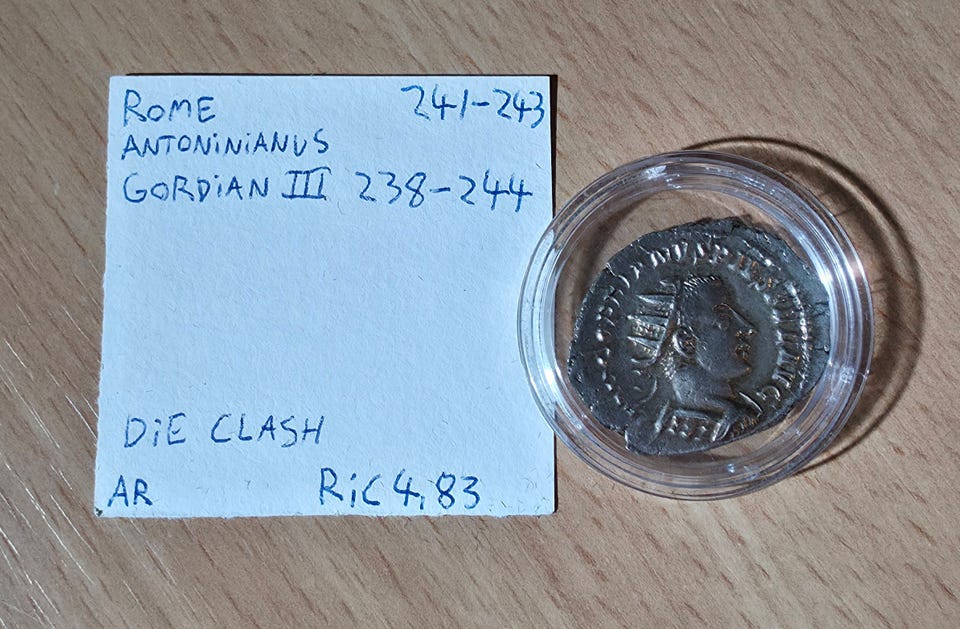 ROME 241-243
ANTONINIANUS
GORDIAN III 238-244
DIE CLASH
AR RIC 4, 83